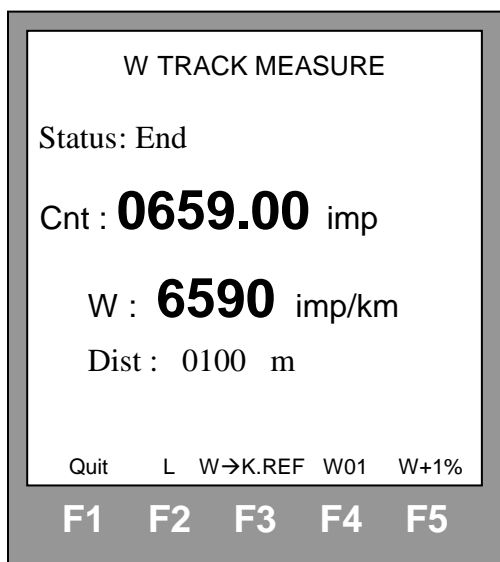 W TRACK MEASURE
Status: End
Cnt : 0659.00 imp
W : 6590 imp/km
Dist : 0100 m
Quit L W→K.REF W01 W+1%
F1 F2 F3 F4 F5